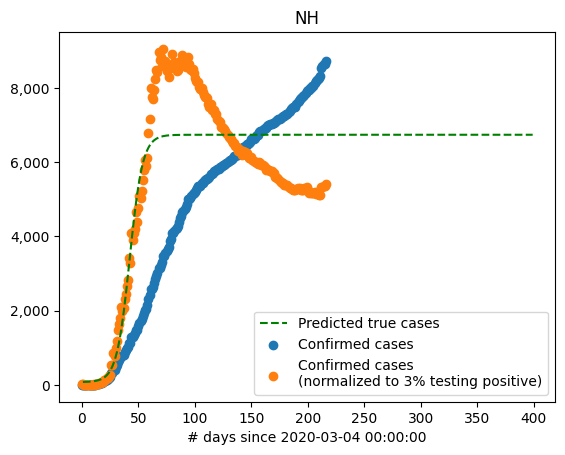 NH
8,000
6,000
4,000
2,000
0
0 50 100 150 200 250 300 350 400
# days since 2020-03-04 00:00:00
Predicted true cases
Confirmed cases
Confirmed cases
(normalized to 3% testing positive)